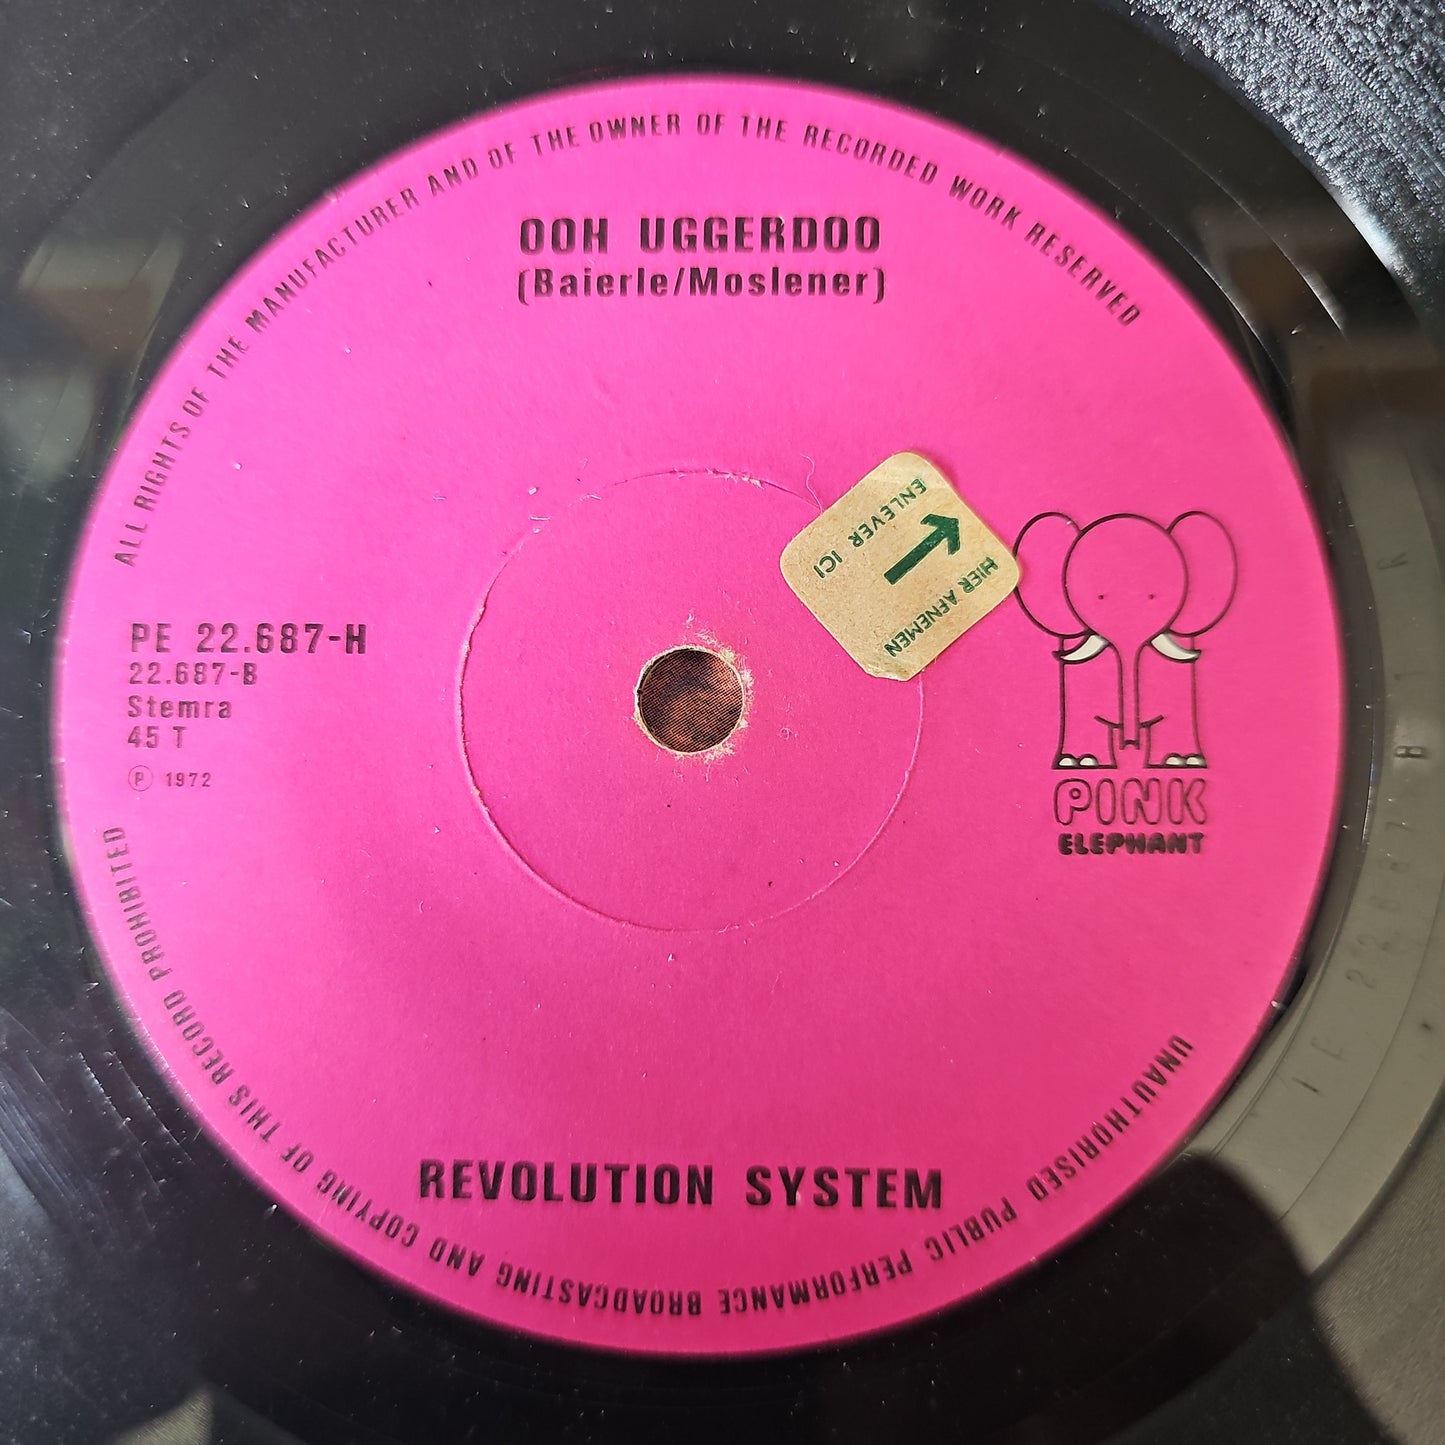 ALL RIGHTS OF THE MANUFACTURER AND OF THE OWNER OF THE RECORDED WORK RESERVED
OOH UGGERDOO
(Baierle/Moslener)
ENLEVER ICI
HIER AFNEMEN
PE 22.687-H
22.687-B
Stemra
45 T
Ⓟ 1972
PINK
ELEPHANT
REVOLUTION SYSTEM
UNAUTHORISED PUBLIC PERFORMANCE BROADCASTING AND COPYING OF THIS RECORD PROHIBITED